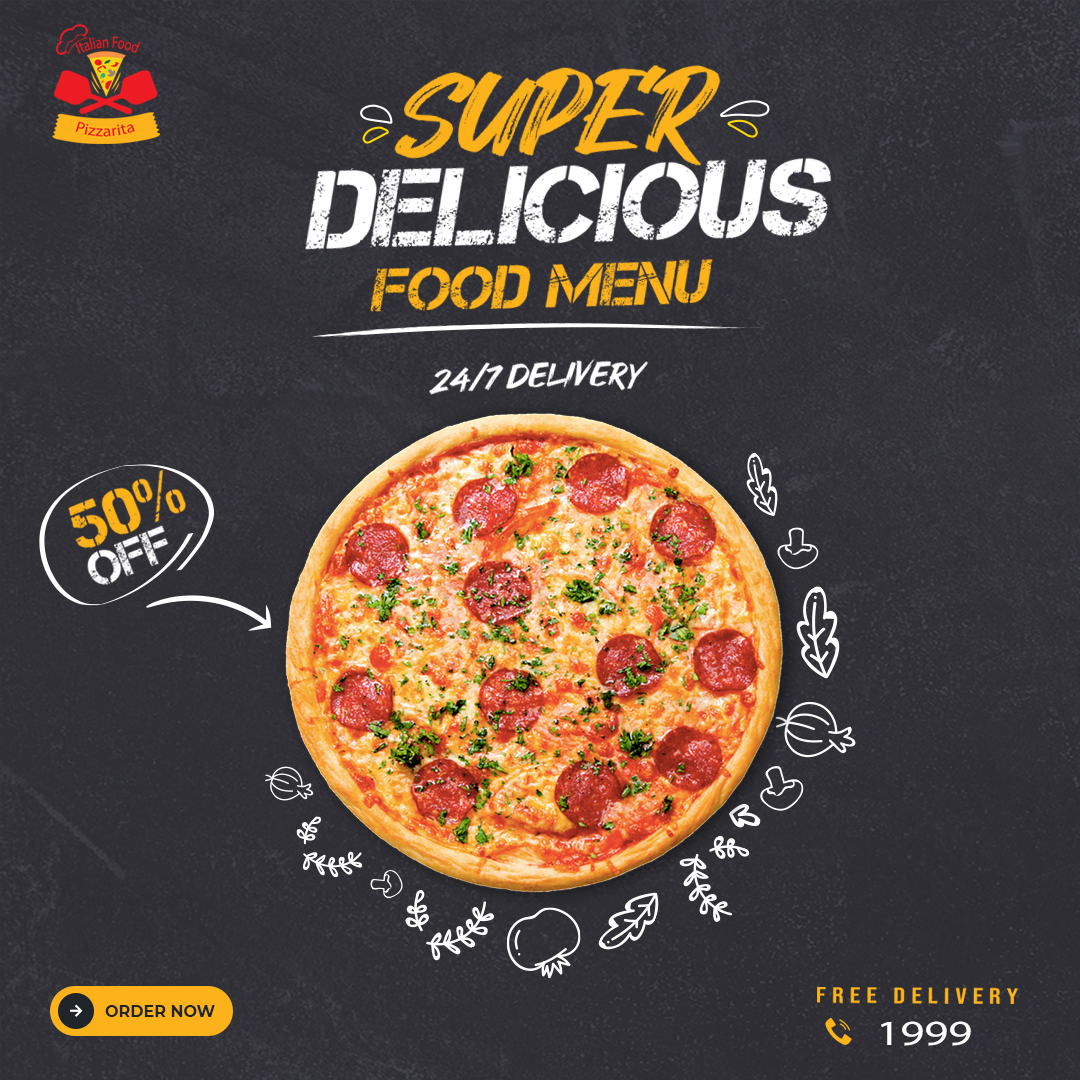 Italian Food
Pizzarita
SUPER
DELICIOUS
FOOD MENU
24/7 DELIVERY
50%
OFF
ORDER NOW
FREE DELIVERY
1999